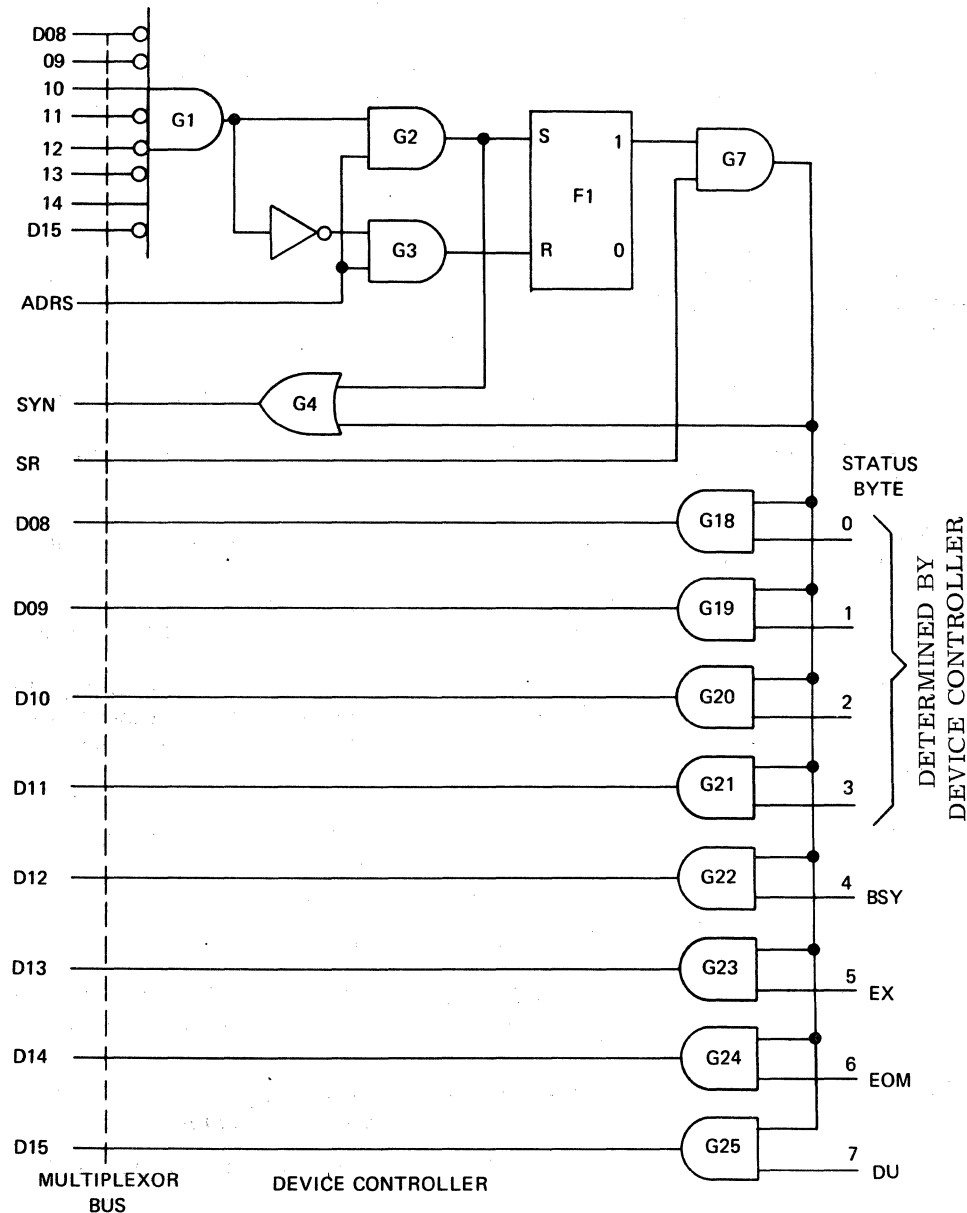 D08
09
10
11
12
13
14
D15
G1
G2
G3
S
1
F1
R
0
G7
ADRS
SYN
G4
SR
STATUS
BYTE
D08
G18
0
D09
G19
1
D10
G20
2
D11
G21
3
DETERMINED BY
DEVICE CONTROLLER
D12
G22
4
BSY
D13
G23
5
EX
D14
G24
6
EOM
D15
G25
7
DU
MULTIPLEXOR
BUS
DEVICE CONTROLLER